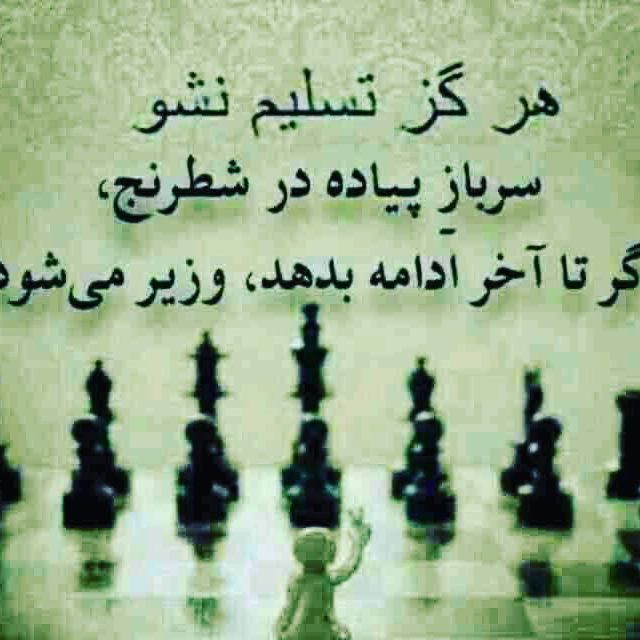 هر گز تسلیم نشو
سربازِ پیاده در شطرنج،
گر تا آخر ادامه بدهد، وزیر می‌شود